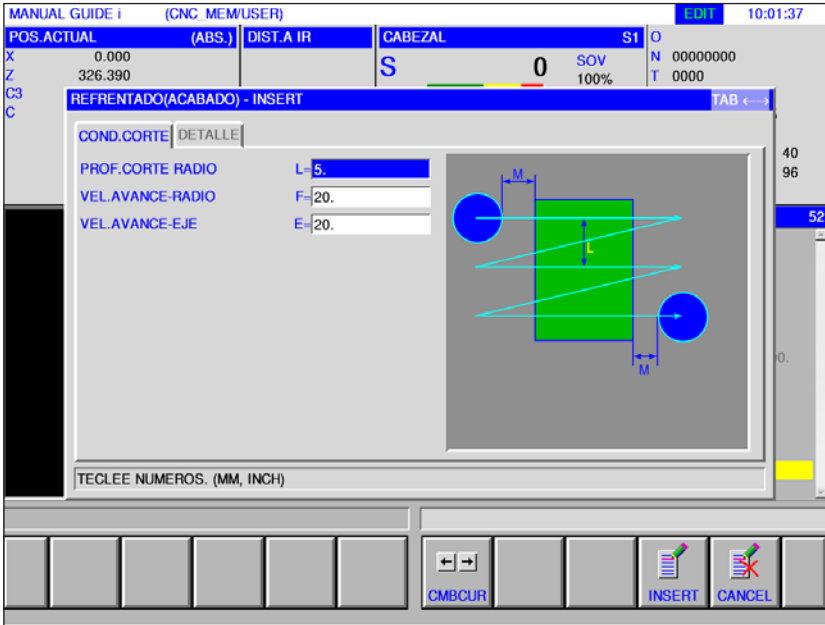 MANUAL GUIDE i (CNC_MEM/USER) EDIT 10:01:37
POS.ACTUAL (ABS.) DIST.A IR CABEZAL S1 O
X 0.000 S 0 SOV N 00000000
Z 326.390 100% T 0000
C3
C
REFRENTADO(ACABADO) - INSERT TAB ←→
COND.CORTE DETALLE
40
PROF.CORTE RADIO L=5. M
96
VEL.AVANCE-RADIO F=20.
VEL.AVANCE-EJE E=20.
52
L
0.
M
TECLEE NUMEROS. (MM, INCH)
←→
CMBCUR INSERT CANCEL